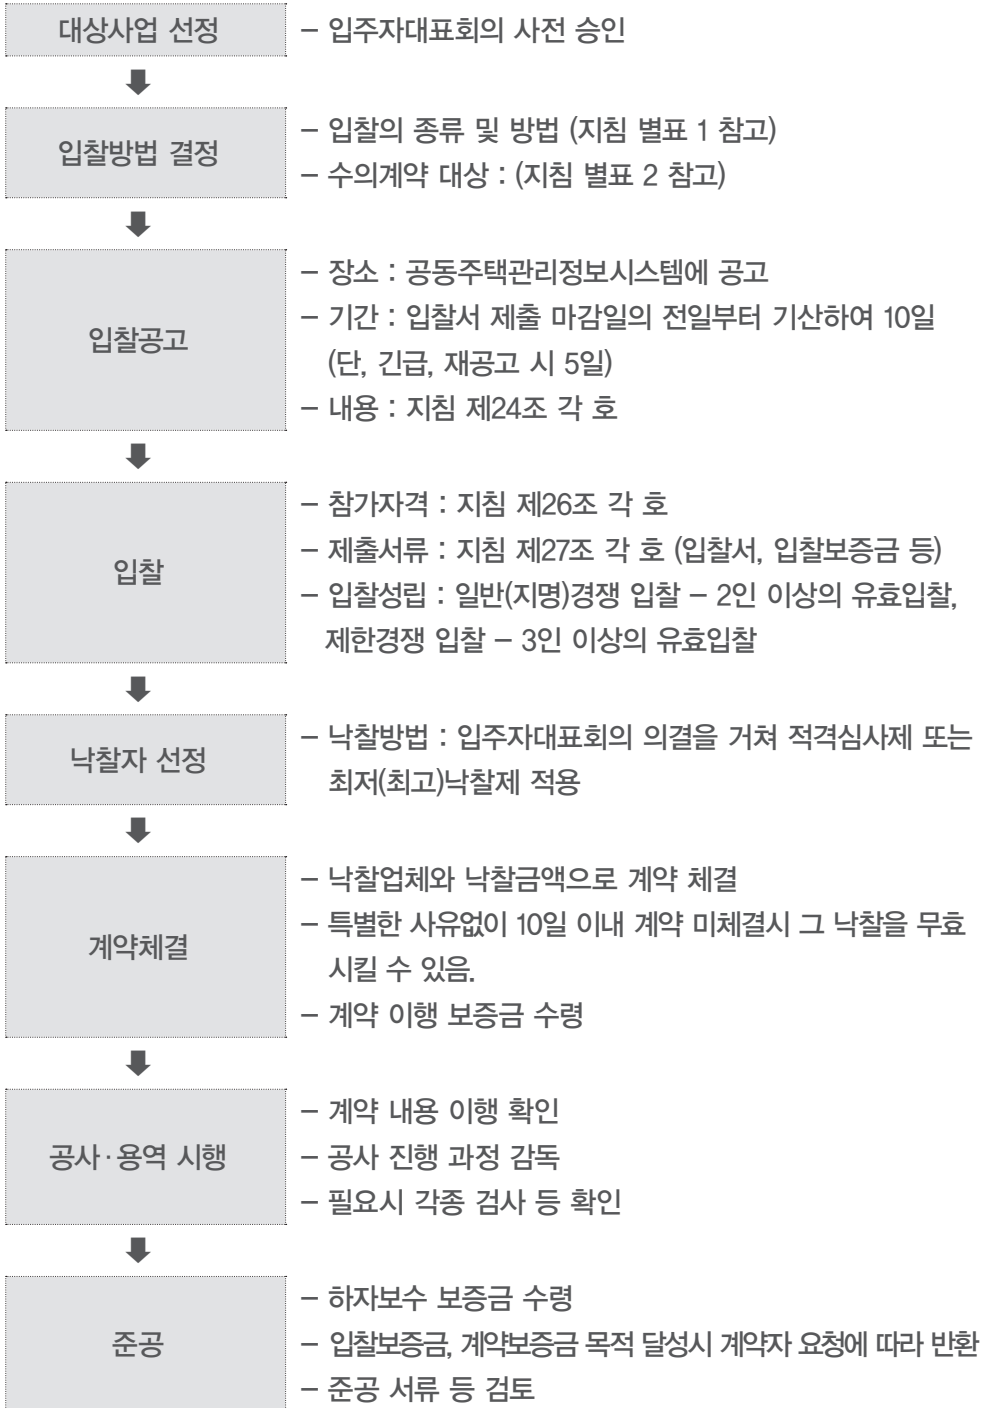 대상사업 선정
– 입주자대표회의 사전 승인
입찰방법 결정
– 입찰의 종류 및 방법 (지침 별표 1 참고)
– 수의계약 대상 : (지침 별표 2 참고)
입찰공고
– 장소 : 공동주택관리정보시스템에 공고
– 기간 : 입찰서 제출 마감일의 전일부터 기산하여 10일
(단, 긴급, 재공고 시 5일)
– 내용 : 지침 제24조 각 호
입찰
– 참가자격 : 지침 제26조 각 호
– 제출서류 : 지침 제27조 각 호 (입찰서, 입찰보증금 등)
– 입찰성립 : 일반(지명)경쟁 입찰 – 2인 이상의 유효입찰,
제한경쟁 입찰 – 3인 이상의 유효입찰
낙찰자 선정
– 낙찰방법 : 입주자대표회의 의결을 거쳐 적격심사제 또는
최저(최고)낙찰제 적용
계약체결
– 낙찰업체와 낙찰금액으로 계약 체결
– 특별한 사유없이 10일 이내 계약 미체결시 그 낙찰을 무효
시킬 수 있음.
– 계약 이행 보증금 수령
공사·용역 시행
– 계약 내용 이행 확인
– 공사 진행 과정 감독
– 필요시 각종 검사 등 확인
준공
– 하자보수 보증금 수령
– 입찰보증금, 계약보증금 목적 달성시 계약자 요청에 따라 반환
– 준공 서류 등 검토